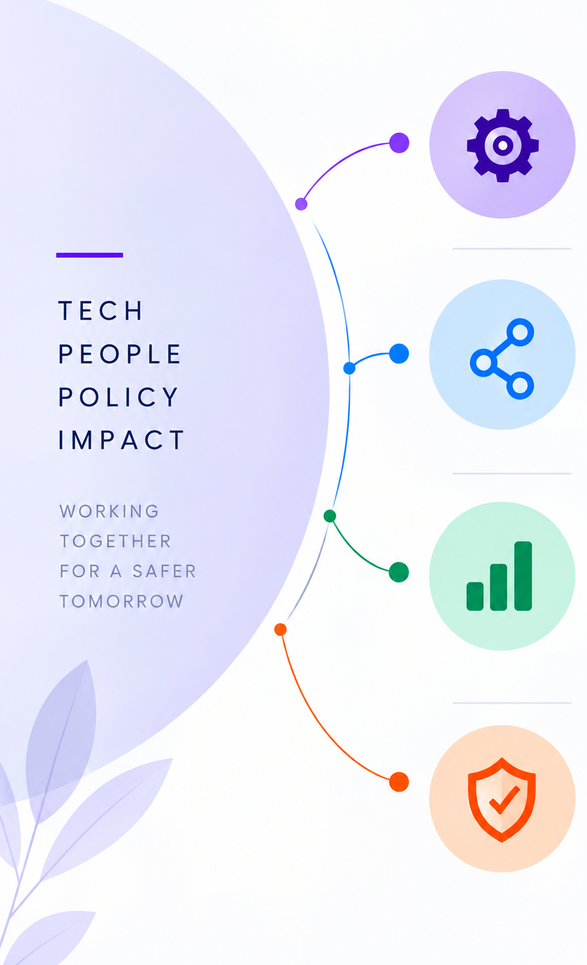 TECH
PEOPLE
POLICY
IMPACT
WORKING
TOGETHER
FOR A SAFER
TOMORROW